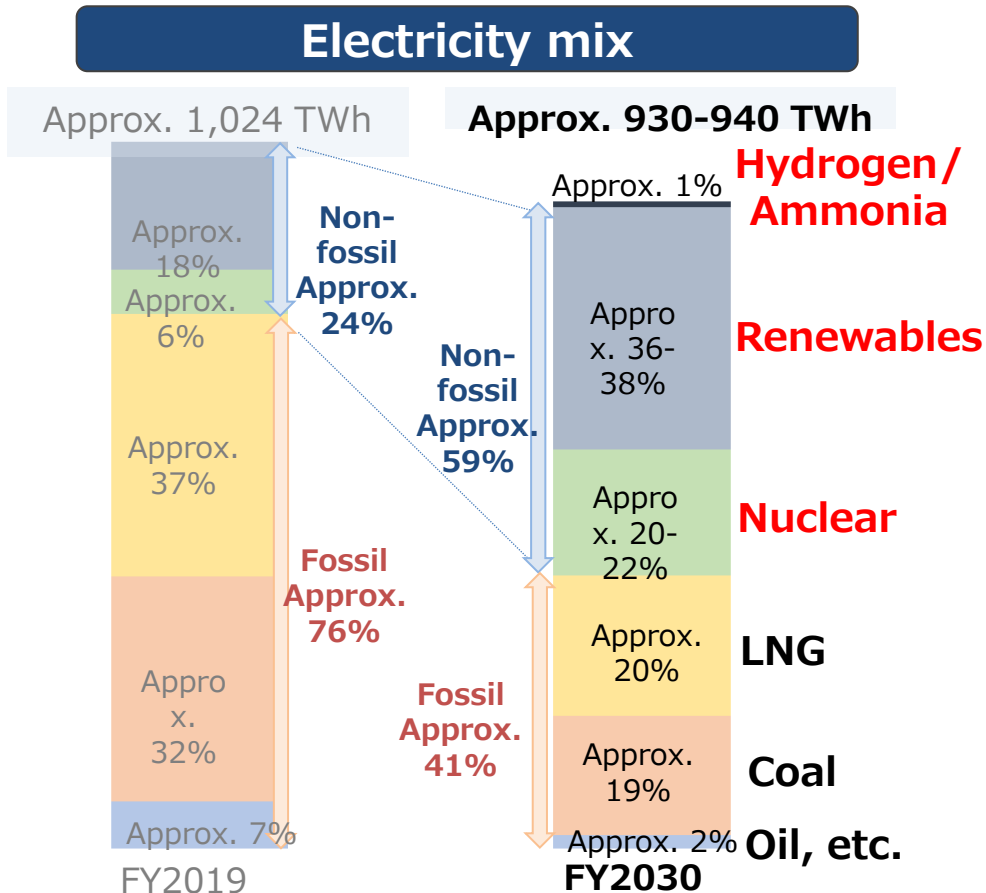 Electricity mix
Approx. 1,024 TWh
Approx. 930-940 TWh
Approx.
18%
Approx.
6%
Approx.
37%
Appro
x.
32%
Approx. 7%
FY2019
Non-
fossil
Approx.
24%
Fossil
Approx.
76%
Non-
fossil
Approx.
59%
Fossil
Approx.
41%
Approx. 1%
Appro
x. 36-
38%
Appro
x. 20-
22%
Approx.
20%
Approx.
19%
Approx. 2%
FY2030
Hydrogen/
Ammonia
Renewables
Nuclear
LNG
Coal
Oil, etc.